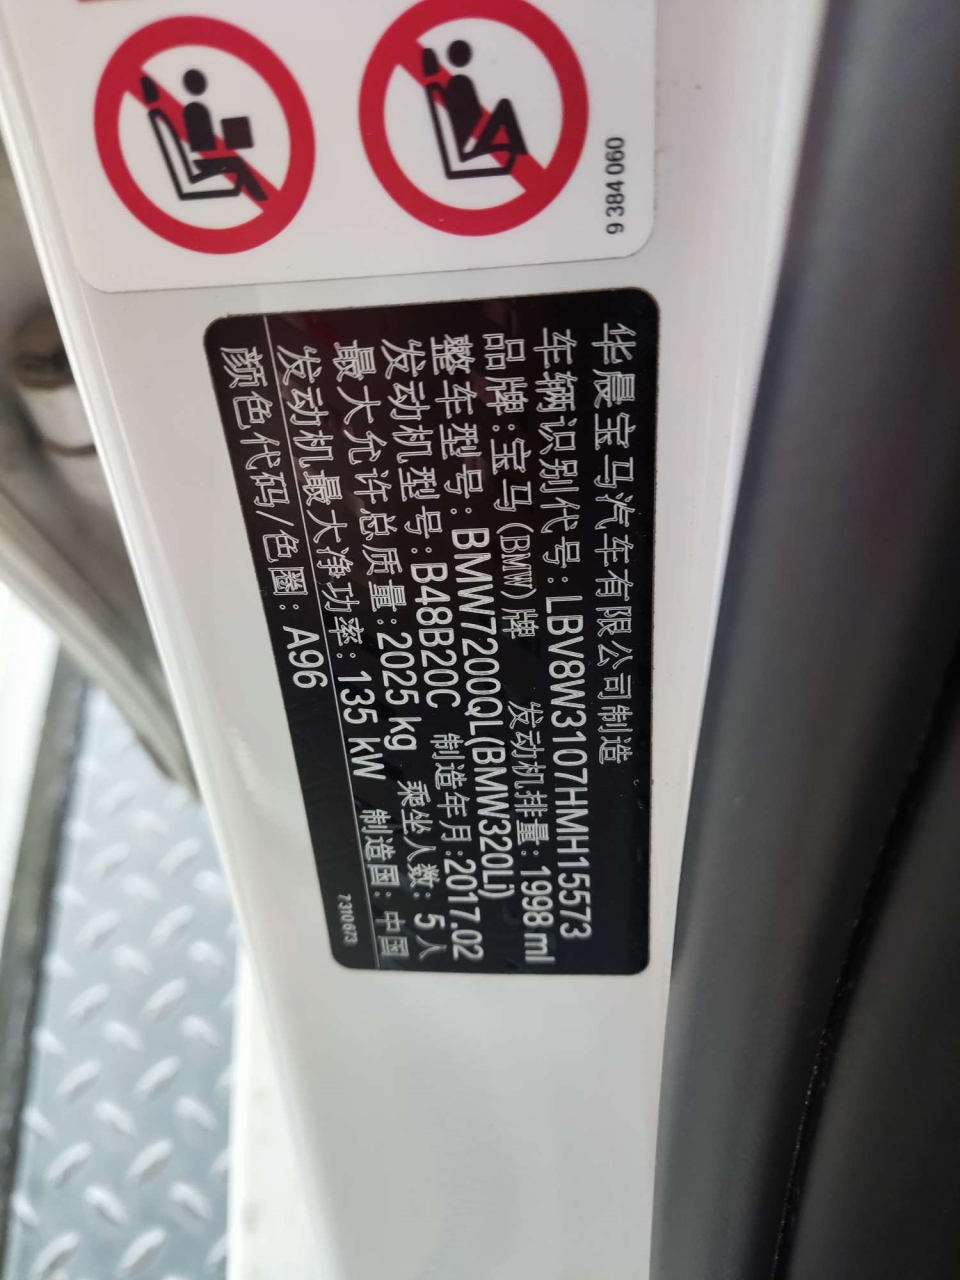 9 384 060
华晨宝马汽车有限公司制造
车辆识别代号:LBV8W3107HMH15573
品牌:宝马(BMW)牌 发动机排量:1998 ml
整车型号:BMW7200QL(BMW320Li)
发动机型号:B48B20C 制造年月:2017.02
最大允许总质量:2025 kg 乘坐人数:5人
发动机最大净功率:135 kW 制造国:中国
颜色代码/色圈:A96 7310673